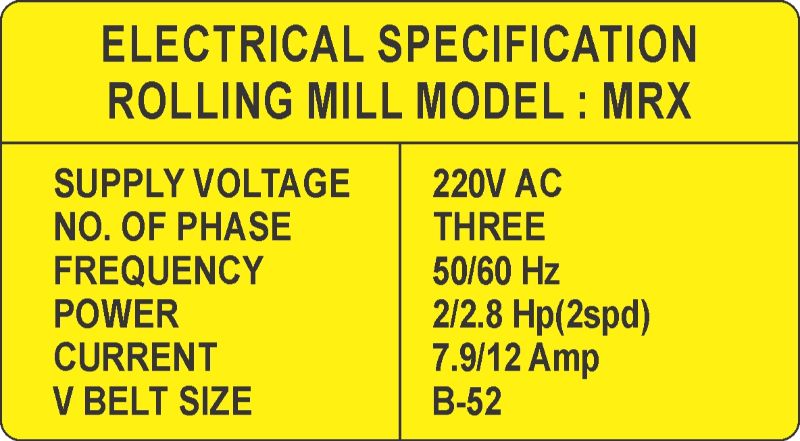 ELECTRICAL SPECIFICATION
ROLLING MILL MODEL : MRX
SUPPLY VOLTAGE 220V AC
NO. OF PHASE THREE
FREQUENCY 50/60 Hz
POWER 2/2.8 Hp(2spd)
CURRENT 7.9/12 Amp
V BELT SIZE B-52